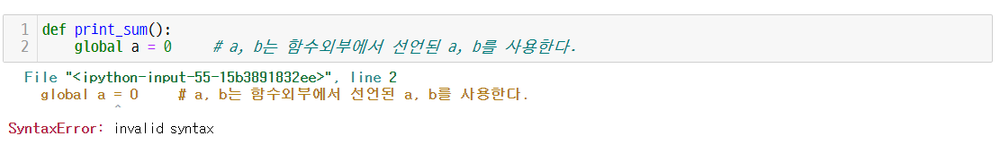 1 def print_sum():
2     global a = 0     # a, b는 함수외부에서 선언된 a, b를 사용한다.
File "<ipython-input-55-15b3891832ee>", line 2
global a = 0     # a, b는 함수외부에서 선언된 a, b를 사용한다.
^
SyntaxError: invalid syntax